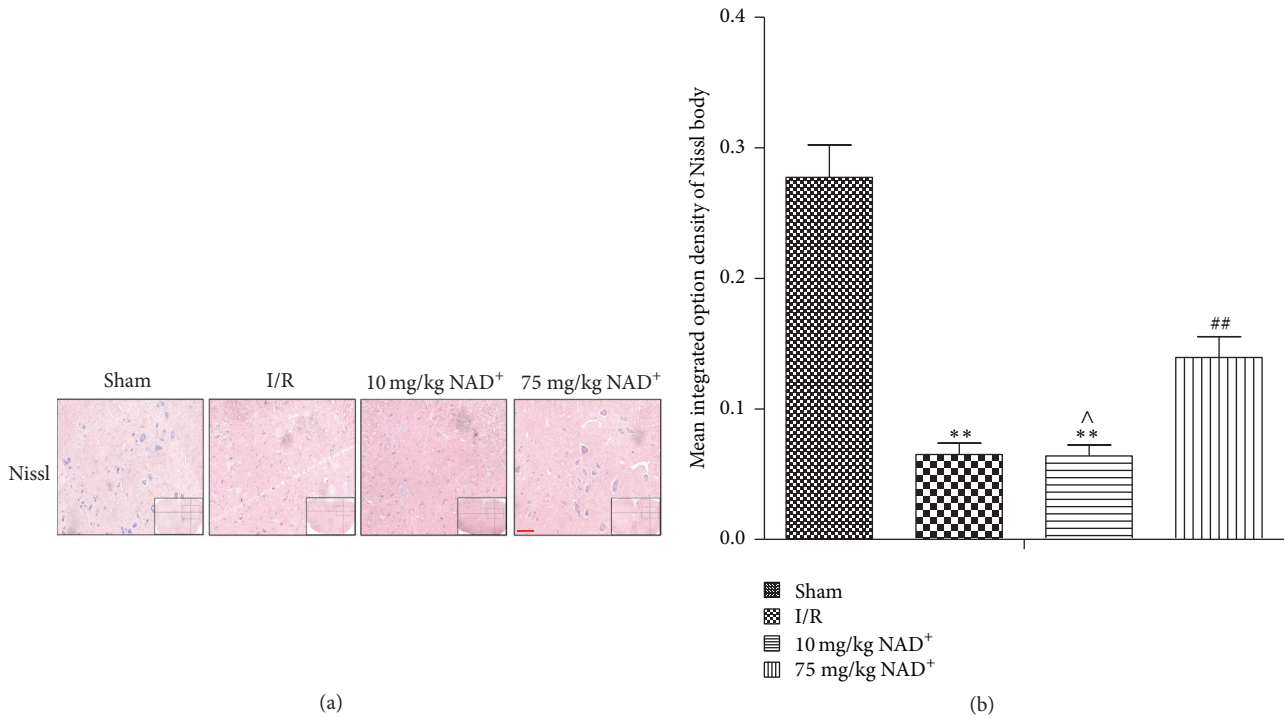 Sham
I/R
10 mg/kg NAD⁺
75 mg/kg NAD⁺
Nissl
(a)
Mean integrated option density of Nissl body
0.4
0.3
0.2
0.1
0.0
**
^
**
##
Sham
I/R
10 mg/kg NAD⁺
75 mg/kg NAD⁺
(b)